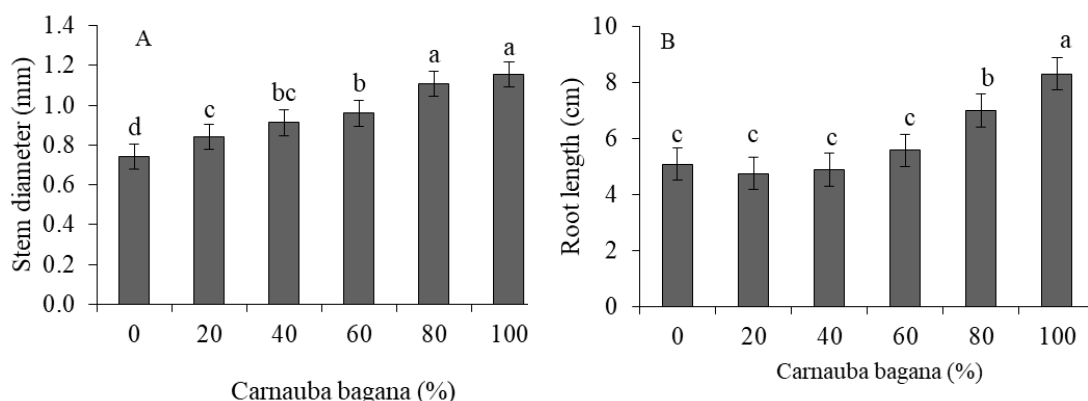 A
Stem diameter (mm)
1.4
1.2
1.0
0.8
0.6
0.4
0.2
0.0
d
c
bc
b
a
a
0 20 40 60 80 100
Carnauba bagana (%)
B
Root length (cm)
10
8
6
4
2
0
c
c
c
c
b
a
0 20 40 60 80 100
Carnauba bagana (%)